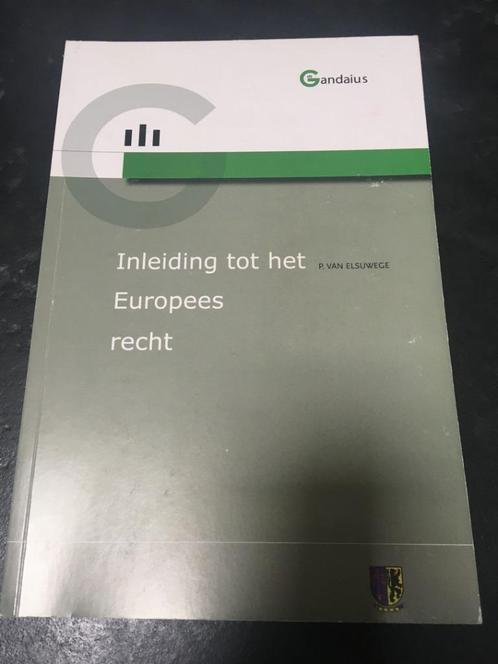 Gandaius
Inleiding tot het
P. VAN ELSUWEGE
Europees
recht